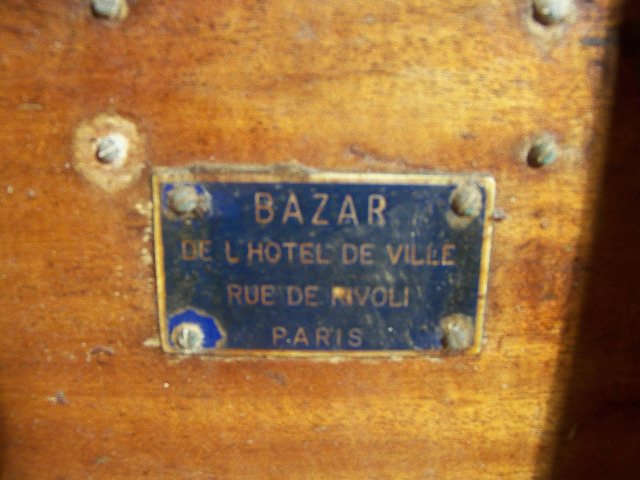 BAZAR
DE L'HOTEL DE VILLE
RUE DE RIVOLI
PARIS